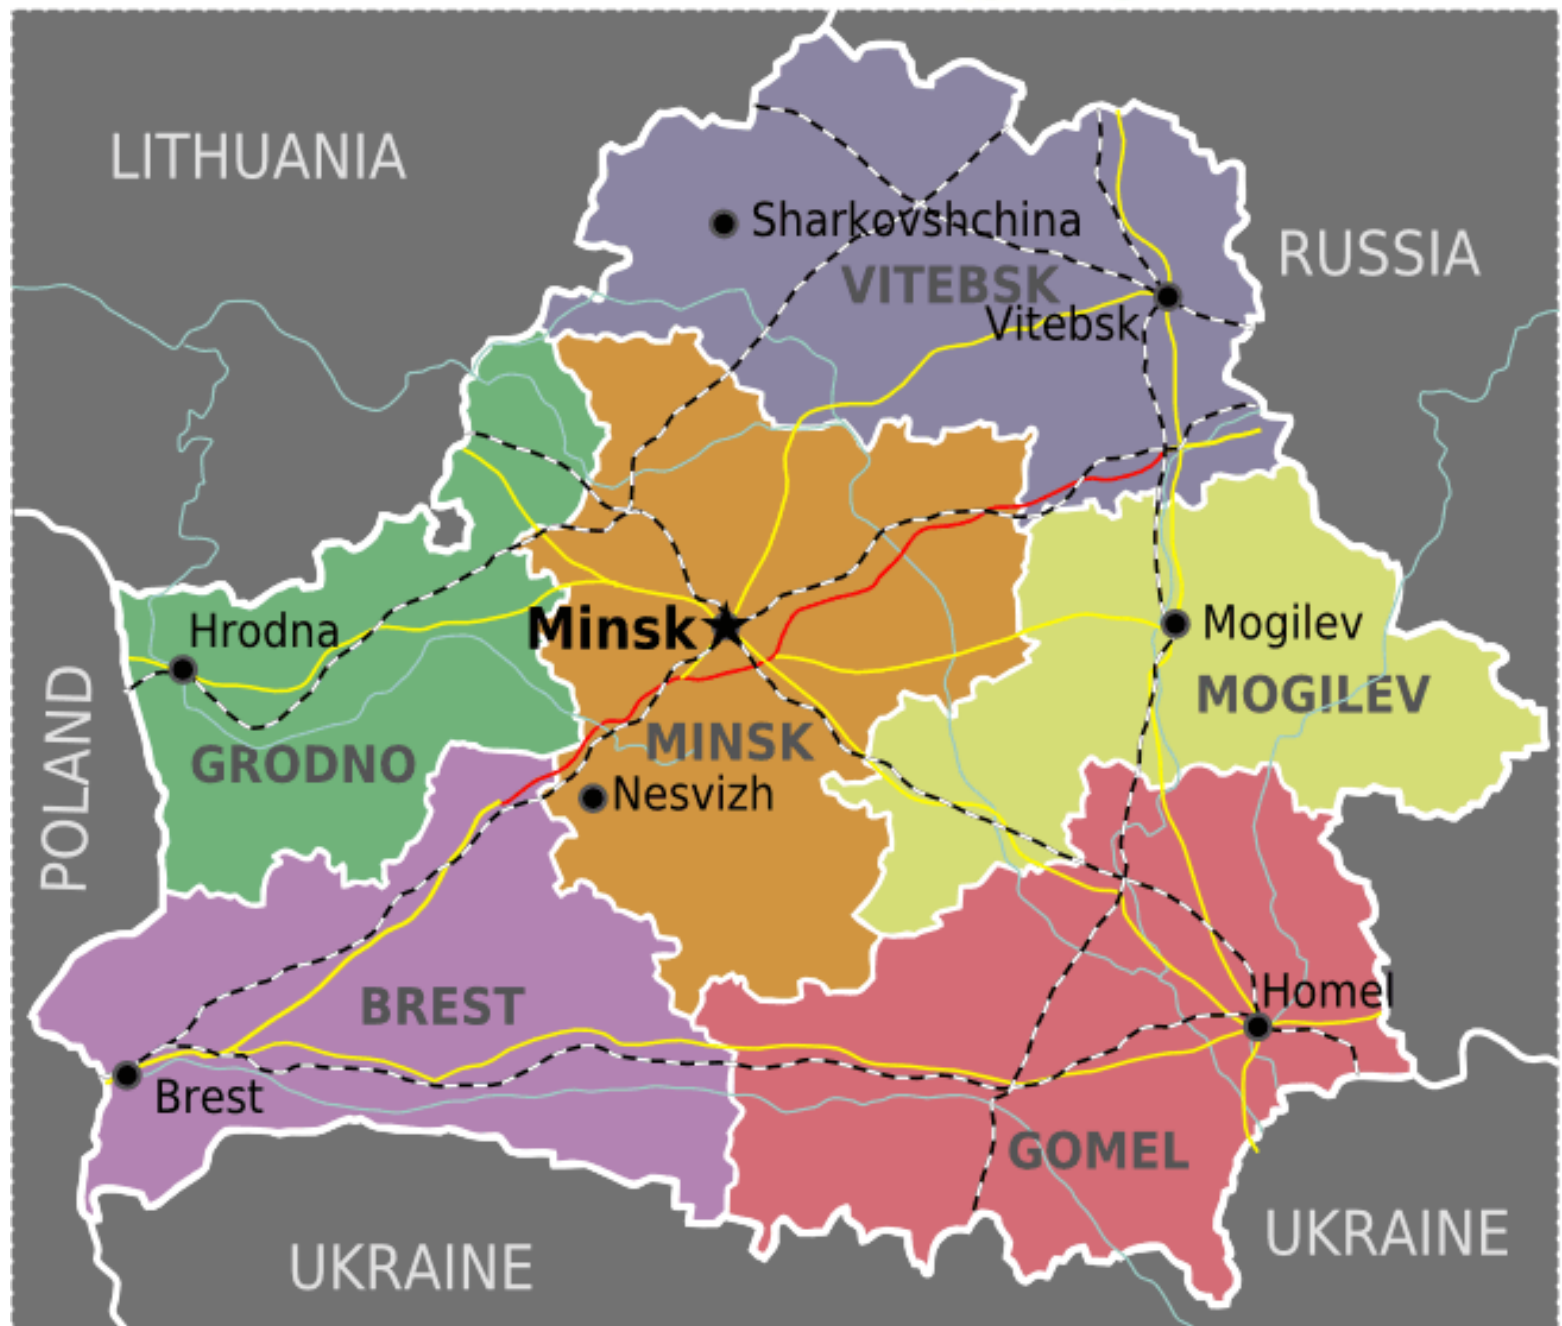 LITHUANIA
Sharkovshchina
RUSSIA
VITEBSK
Vitebsk
Hrodna
Minsk
Mogilev
POLAND
MOGILEV
GRODNO
MINSK
Nesvizh
BREST
Homel
Brest
GOMEL
UKRAINE
UKRAINE